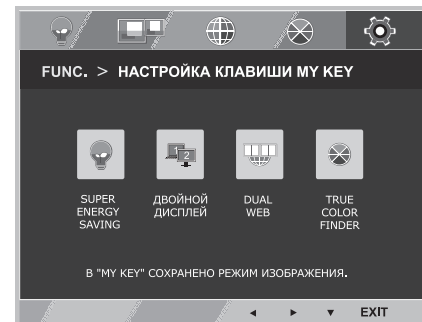 FUNC. > НАСТРОЙКА КЛАВИШИ MY KEY
2
SUPER
ENERGY
SAVING
ДВОЙНОЙ
ДИСПЛЕЙ
DUAL
WEB
TRUE
COLOR
FINDER
В "MY KEY" СОХРАНЕНО РЕЖИМ ИЗОБРАЖЕНИЯ.
EXIT